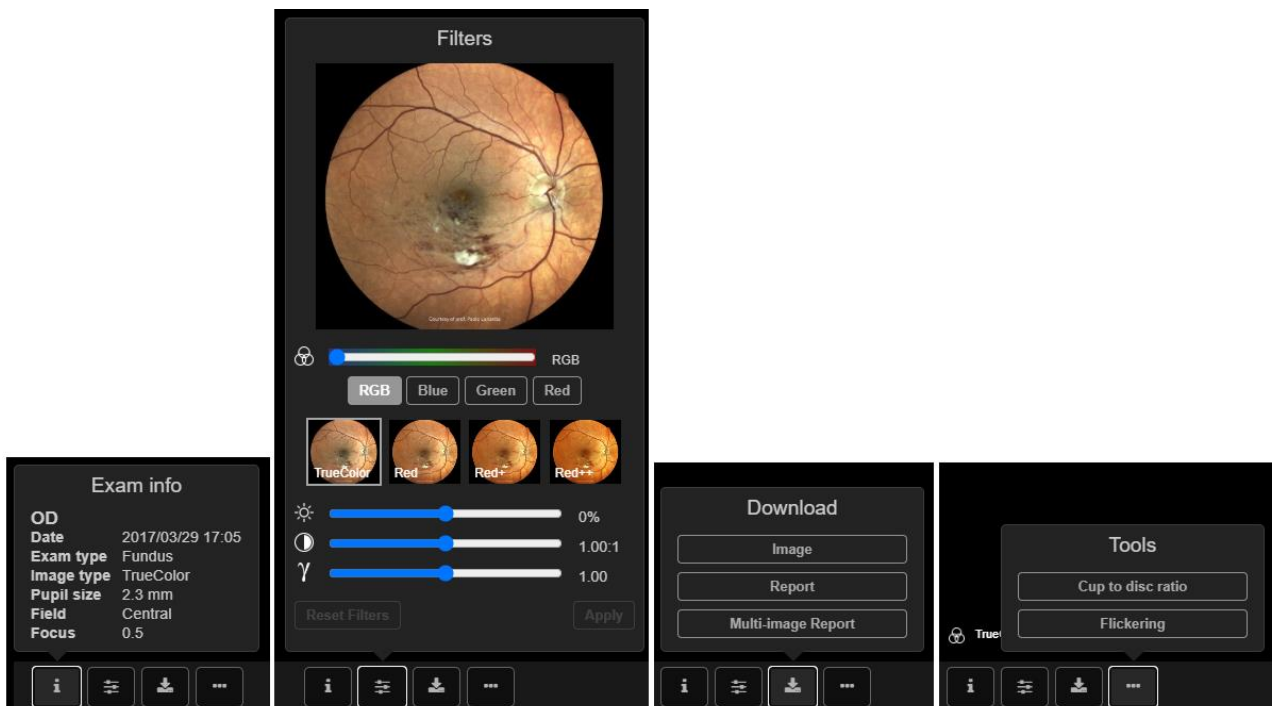 Exam info
OD
Date 2017/03/29 17:05
Exam type Fundus
Image type TrueColor
Pupil size 2.3 mm
Field Central
Focus 0.5
i
Filters
RGB
RGB Blue Green Red
TrueColor Red Red+ Red++
0%
1.00:1
γ 1.00
Reset Filters Apply
i
Download
Image
Report
Multi-image Report
i
Tools
Cup to disc ratio
Flickering
True
i